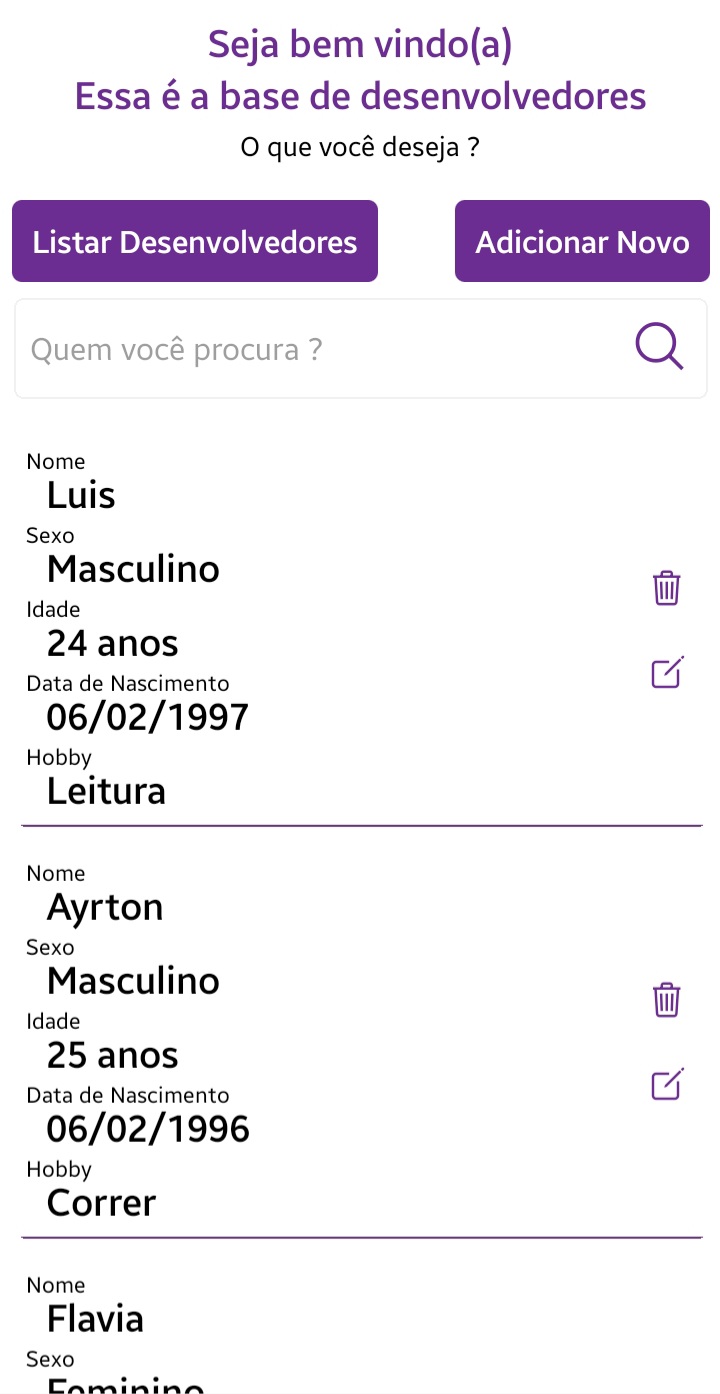 Seja bem vindo(a)
Essa é a base de desenvolvedores
O que você deseja ?
Listar Desenvolvedores
Adicionar Novo
Quem você procura ?
Nome
Luis
Sexo
Masculino
Idade
24 anos
Data de Nascimento
06/02/1997
Hobby
Leitura
Nome
Ayrton
Sexo
Masculino
Idade
25 anos
Data de Nascimento
06/02/1996
Hobby
Correr
Nome
Flavia
Sexo
Feminino